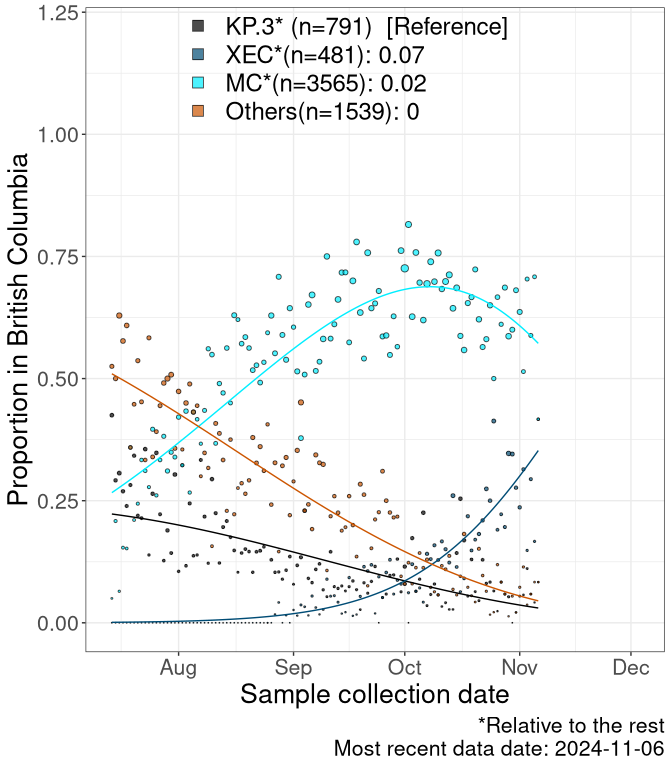 1.25
KP.3* (n=791)  [Reference]
XEC*(n=481): 0.07
MC*(n=3565): 0.02
Others(n=1539): 0
1.00
0.75
0.50
0.25
0.00
Proportion in British Columbia
Aug Sep Oct Nov Dec
Sample collection date
*Relative to the rest
Most recent data date: 2024-11-06